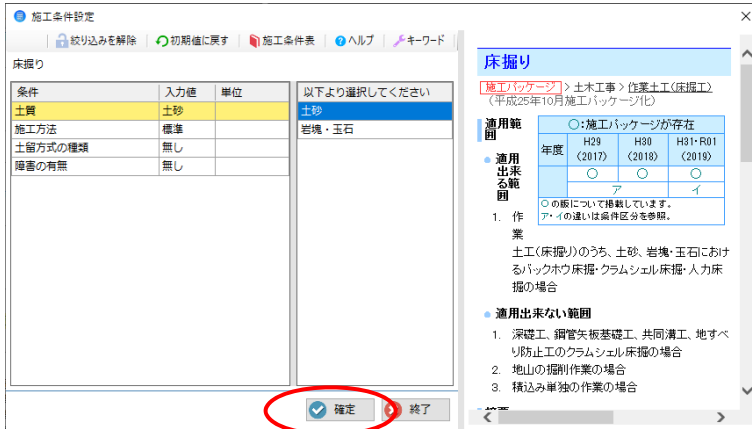 施工条件設定
絞り込みを解除 初期値に戻す 施工条件表 ヘルプ キーワード
床掘り
条件 入力値 単位
土質 土砂
施工方法 標準
土留方式の種類 無し
障害の有無 無し
以下より選択してください
土砂
岩塊・玉石
確定 終了
床掘り
施工パッケージ > 土木工事 > 作業土工(床掘工)
(平成25年10月施工パッケージ化)
適用範囲
○:施工パッケージが存在
年度 H29 (2017) H30 (2018) H31・R01 (2019)
○ ○ ○
ア イ
○の版について掲載しています。
ア・イの違いは条件区分を参照。
適用出来る範囲
1. 作業
土工(床掘り)のうち、土砂、岩塊・玉石におけ
るバックホウ床掘・クラムシェル床掘・人力床
掘の場合
適用出来ない範囲
1. 深礎工、鋼管矢板基礎工、共同溝工、地すべ
り防止工のクラムシェル床掘の場合
2. 地山の掘削作業の場合
3. 積込み単独の作業の場合